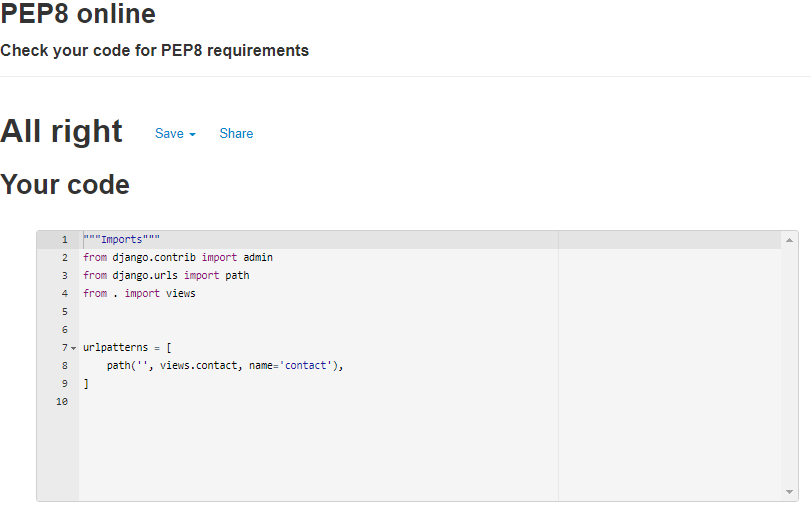 PEP8 online
Check your code for PEP8 requirements
All right Save Share
Your code
1 """Imports"""
2 from django.contrib import admin
3 from django.urls import path
4 from . import views
5
6
7 urlpatterns = [
8     path('', views.contact, name='contact'),
9 ]
10